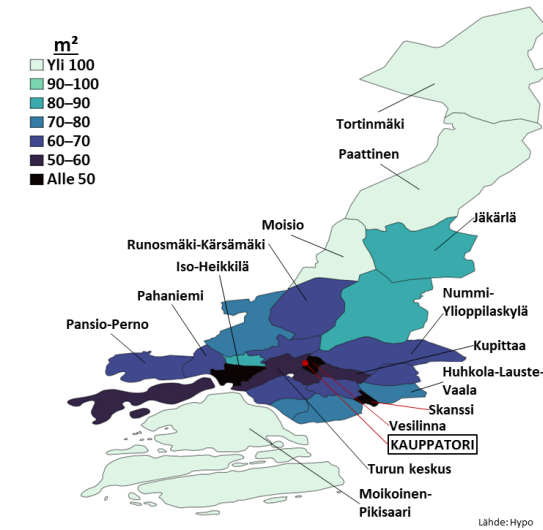 m²
Yli 100
90–100
80–90
70–80
60–70
50–60
Alle 50
Tortinmäki
Paattinen
Moisio
Jäkärlä
Runosmäki-Kärsämäki
Iso-Heikkilä
Pahaniemi
Nummi-
Ylioppilaskylä
Pansio-Perno
Kupittaa
Huhkola-Lauste-
Vaala
Skanssi
Vesilinna
KAUPPATORI
Turun keskus
Moikoinen-
Pikisaari
Lähde: Hypo